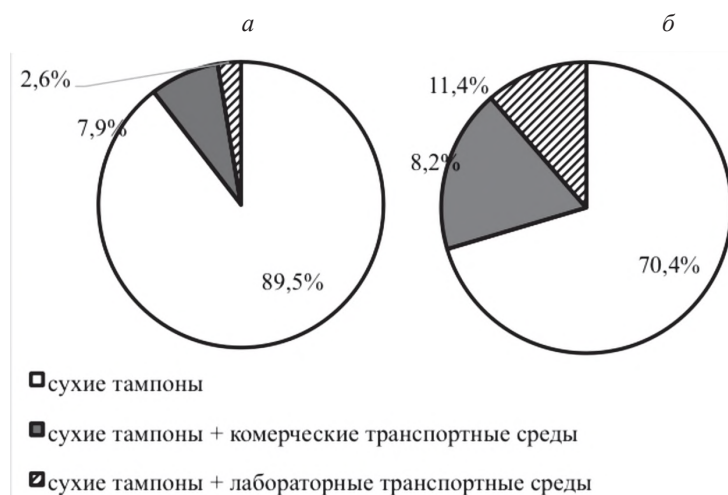 а
б
2,6%
7,9%
89,5%
11,4%
8,2%
70,4%
сухие тампоны
сухие тампоны + комерческие транспортные среды
сухие тампоны + лабораторные транспортные среды